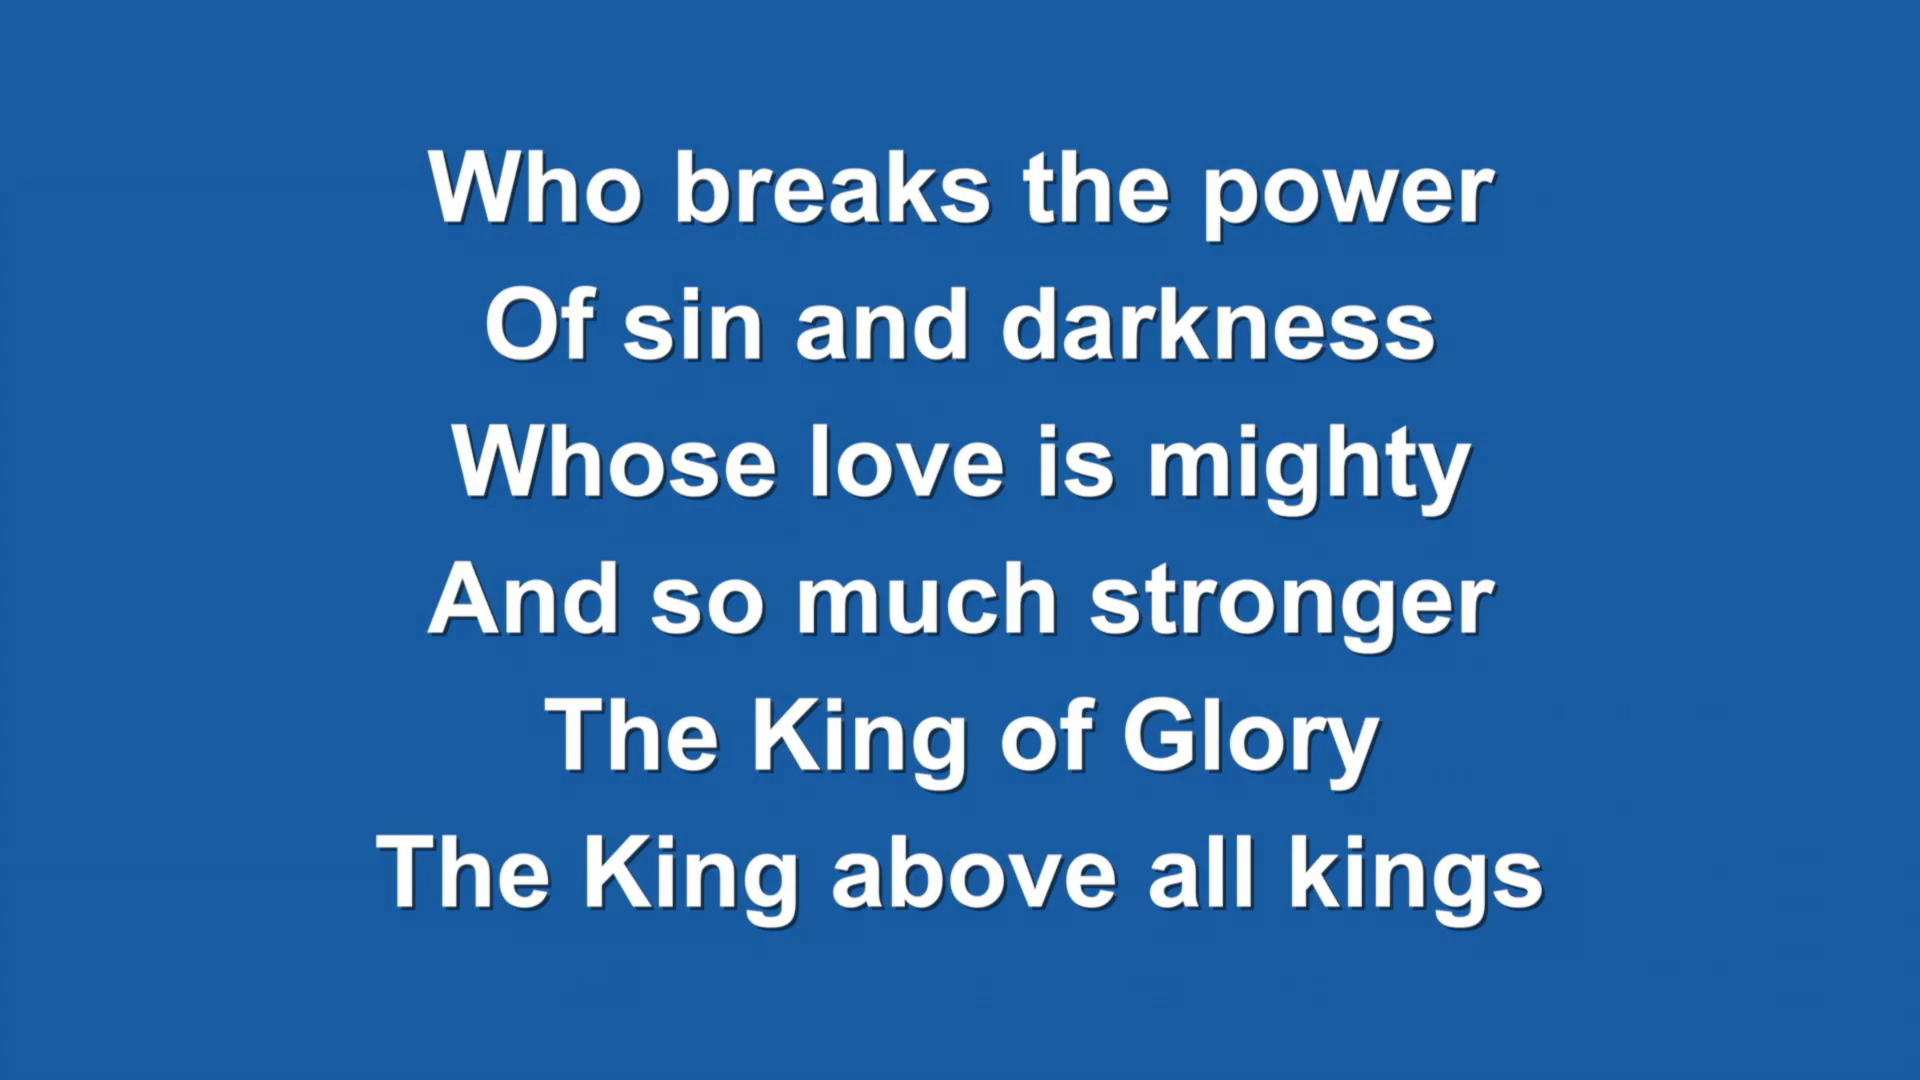 Who breaks the power
Of sin and darkness
Whose love is mighty
And so much stronger
The King of Glory
The King above all kings